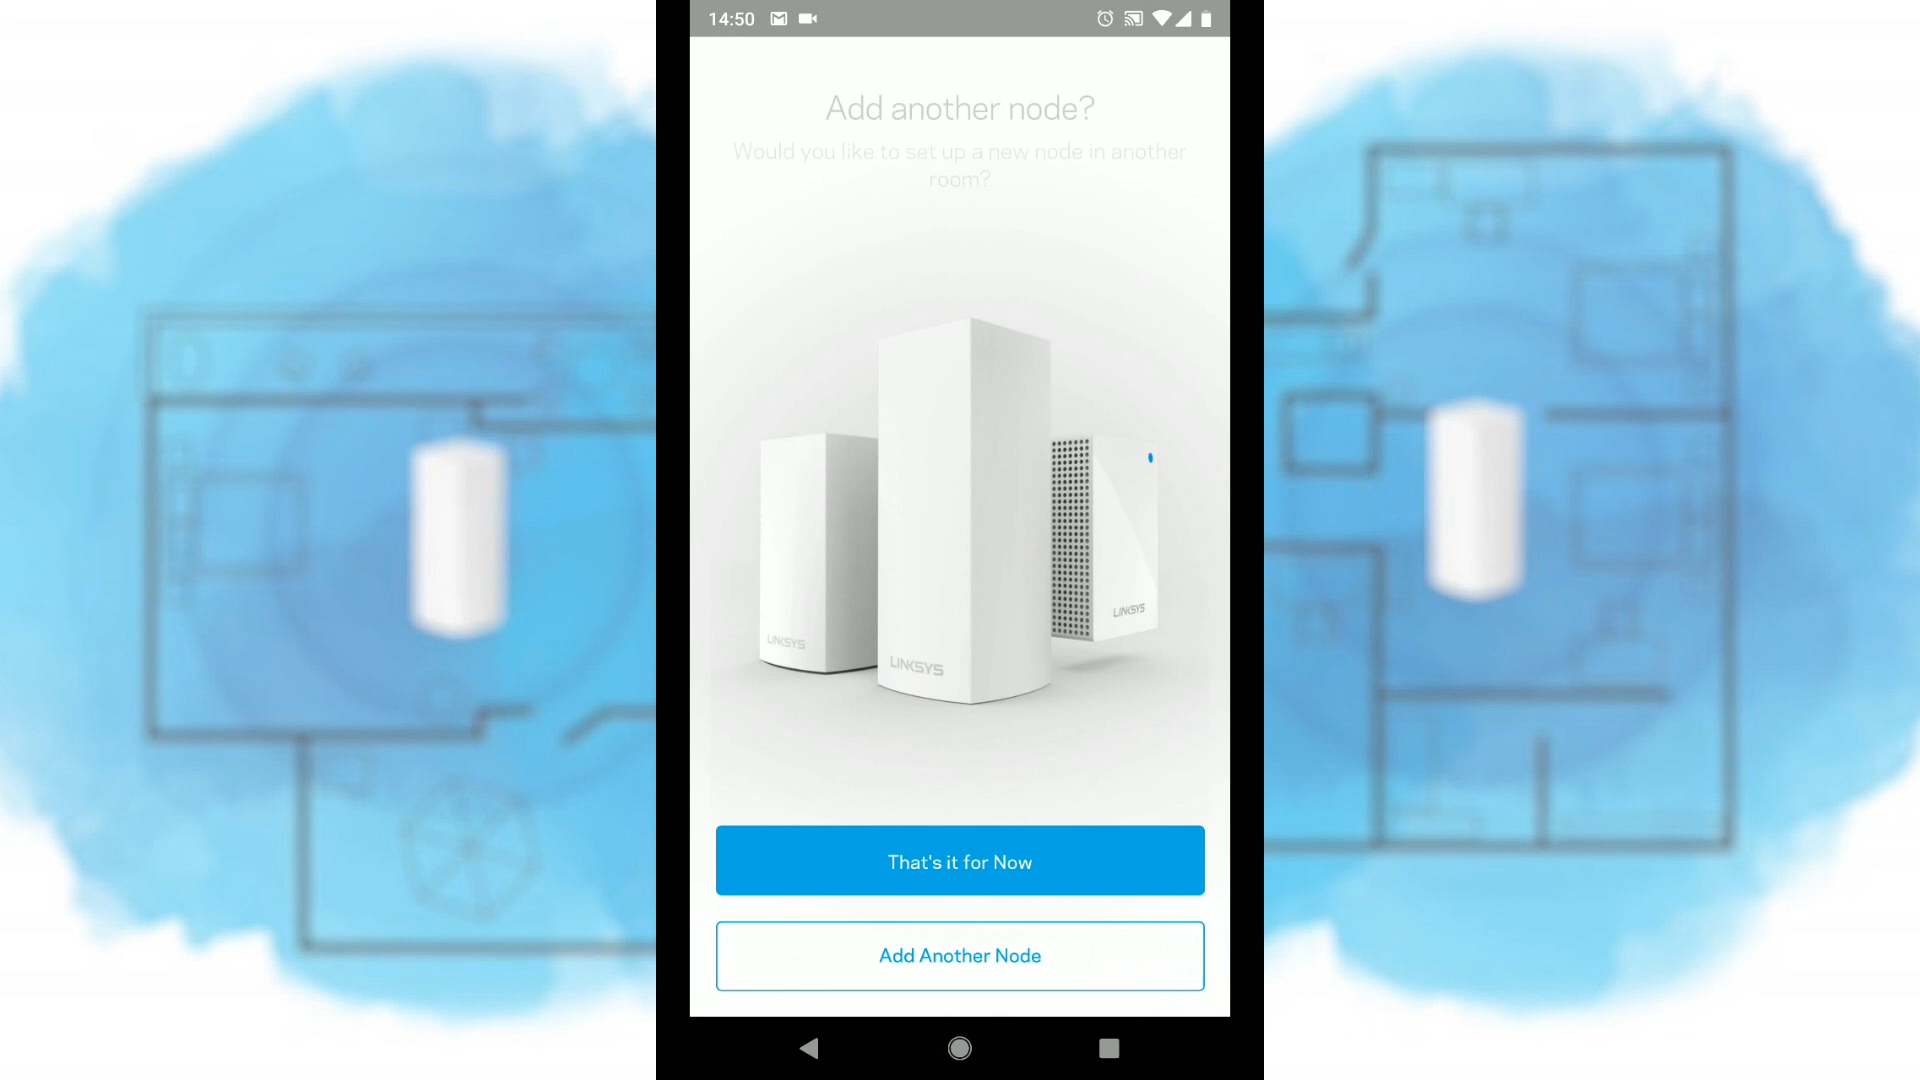 14:50
Add another node?
Would you like to set up a new node in another
room?
LINKSYS
LINKSYS
LINKSYS
That's it for Now
Add Another Node